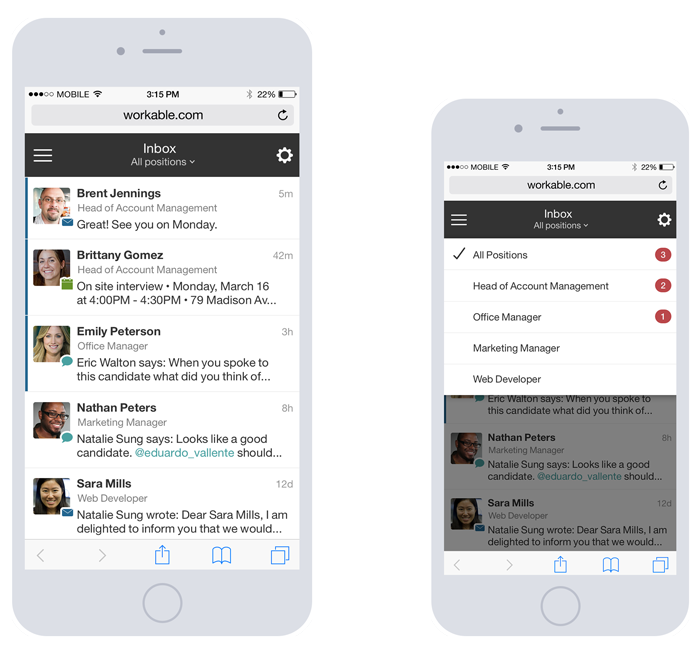 MOBILE 3:15 PM 22%
workable.com
Inbox
All positions
Brent Jennings 5m
Head of Account Management
Great! See you on Monday.
Brittany Gomez 42m
Head of Account Management
On site interview • Monday, March 16
at 4:00PM - 4:30PM • 79 Madison Av...
Emily Peterson 3h
Office Manager
Eric Walton says: When you spoke to
this candidate what did you think of...
Nathan Peters 8h
Marketing Manager
Natalie Sung says: Looks like a good
candidate. @eduardo_vallente should...
Sara Mills 12d
Web Developer
Natalie Sung wrote: Dear Sara Mills, I am
delighted to inform you that we would...
MOBILE 3:15 PM 22%
workable.com
Inbox
All positions
All Positions 3
Head of Account Management 2
Office Manager 1
Marketing Manager
Web Developer
Eric Walton says: When you spoke to
this candidate what did you think of...
Nathan Peters 8h
Marketing Manager
Natalie Sung says: Looks like a good
candidate. @eduardo_vallente should...
Sara Mills 12d
Web Developer
Natalie Sung wrote: Dear Sara Mills, I am
delighted to inform you that we would...